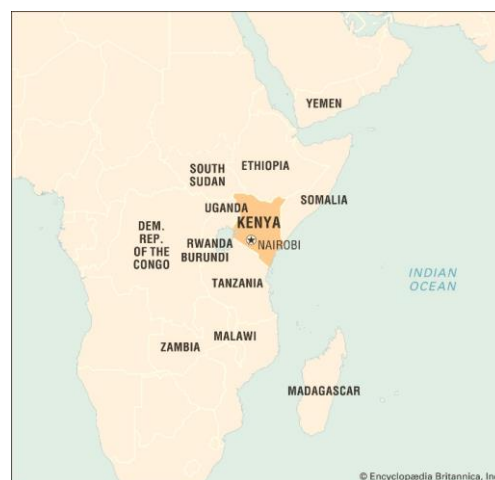 YEMEN
SOUTH
SUDAN
ETHIOPIA
UGANDA
SOMALIA
KENYA
DEM.
REP.
OF THE
CONGO
RWANDA
NAIROBI
BURUNDI
TANZANIA
INDIAN
OCEAN
MALAWI
ZAMBIA
MADAGASCAR
© Encyclopædia Britannica, Inc